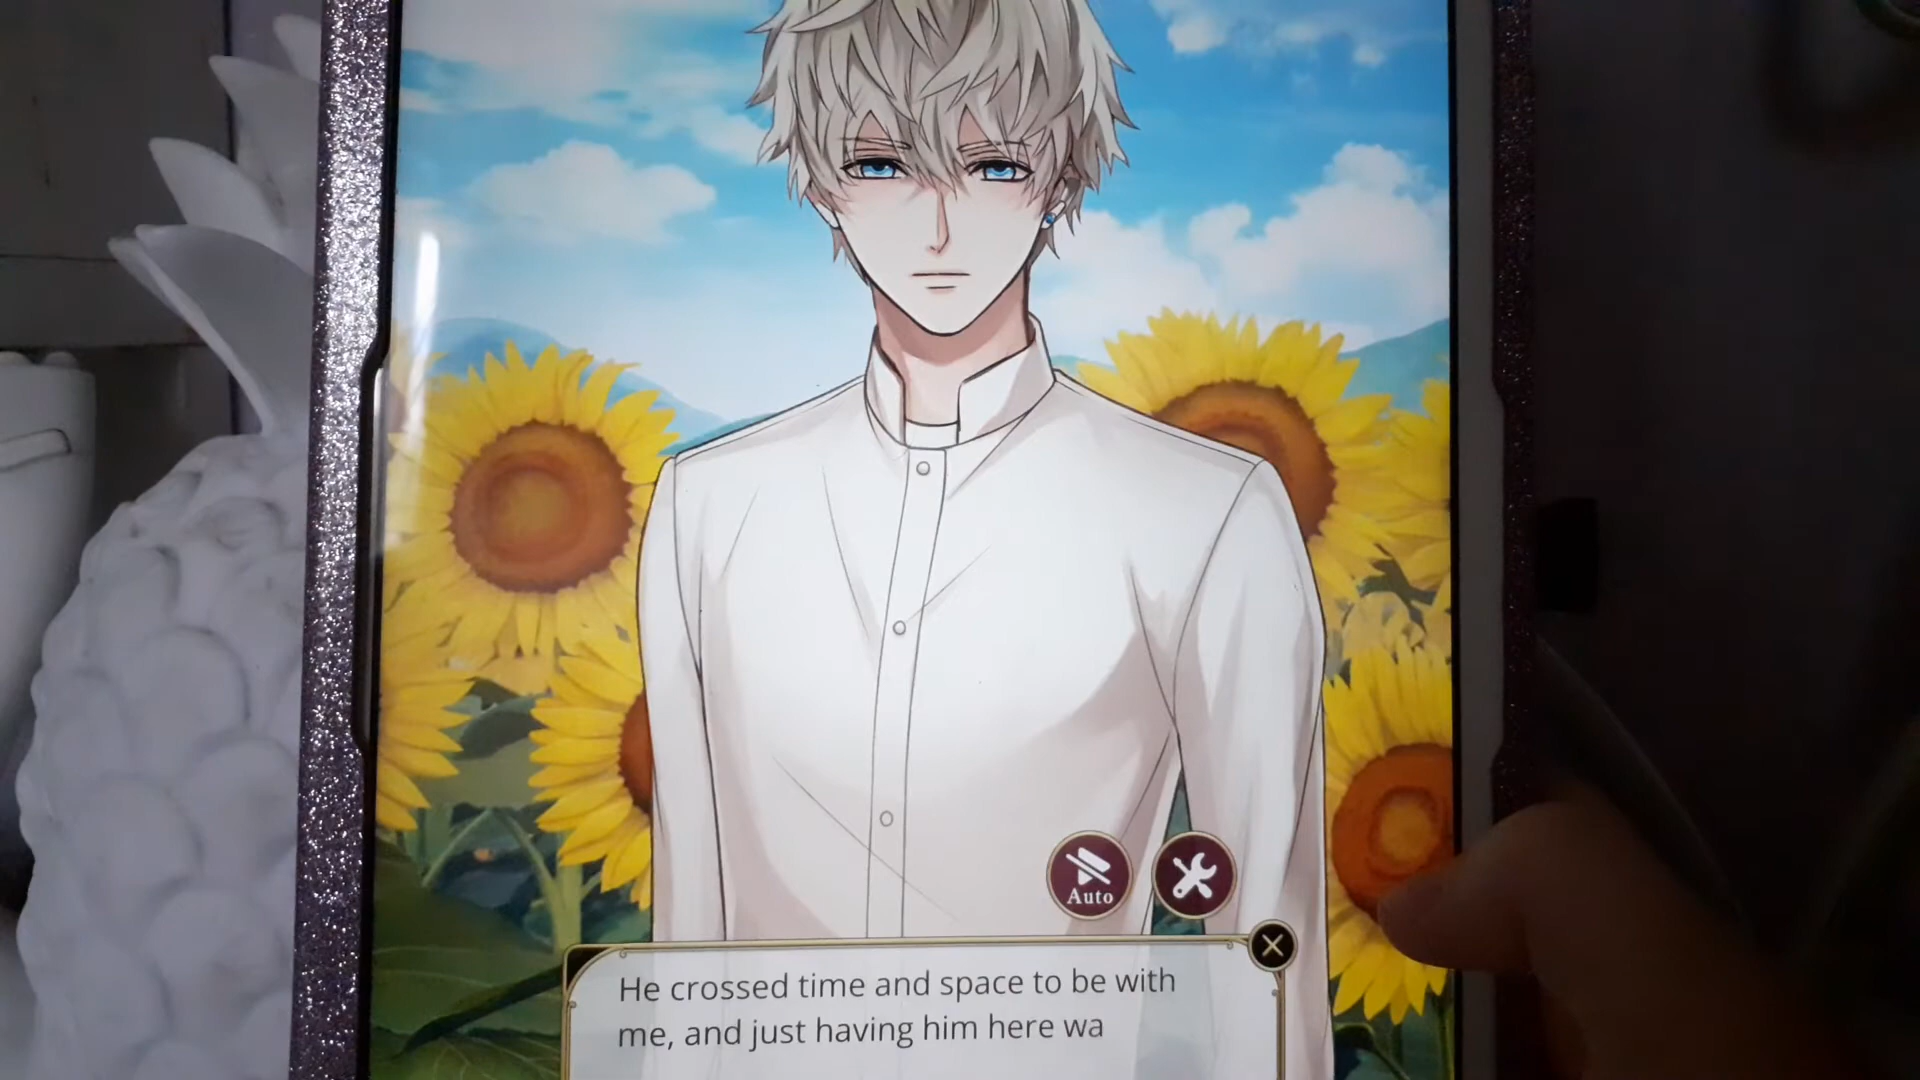 Auto
He crossed time and space to be with
me, and just having him here wa